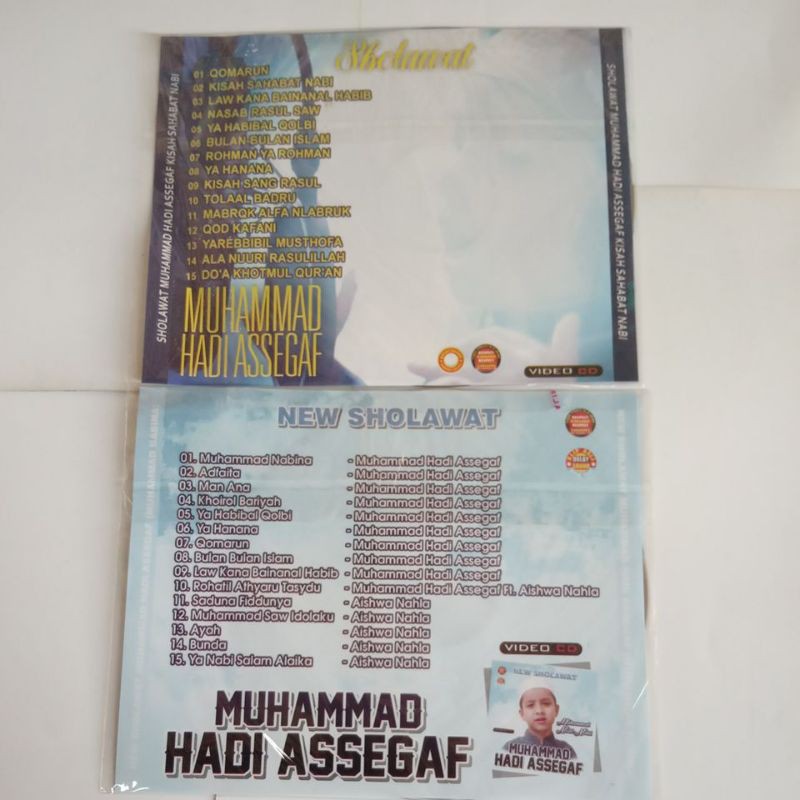 Sholawat
01 QOMARUN
02 KISAH SAHABAT NABI
03 LAW KANA BAINANAL HABIB
04 NASAB RASUL SAW
05 YA HABIBAL QOLBI
06 BULAN-BULAN ISLAM
07 ROHMAN YA ROHMAN
08 YA HANANA
09 KISAH SANG RASUL
10 TOLAAL BADRU
11 MABRQK ALFA NLABRUK
12 QOD KAFANI
13 YAREBBIBIL MUSTHOFA
14 ALA NUURI RASULILLAH
15 DO'A KHOTMUL QUR'AN
MUHAMMAD
HADI ASSEGAF
VIDEO CD
SHOLAWAT MUHAMMAD HADI ASSEGAF KISAH SAHABAT NABI
SHOLAWAT MUHAMMAD HADI ASSEGAF KISAH SAHABAT NABI
NEW SHOLAWAT
01. Muhammad Nabina - Muhammad Hadi Assegaf
02. Adfaita - Muhammad Hadi Assegaf
03. Man Ana - Muhammad Hadi Assegaf
04. Khoirol Bariyah - Muhammad Hadi Assegaf
05. Ya Habibal Qolbi - Muhammad Hadi Assegaf
06. Ya Hanana - Muhammad Hadi Assegaf
07. Qomarun - Muhammad Hadi Assegaf
08. Bulan Bulan Islam - Muhammad Hadi Assegaf
09. Law Kana Bainanal Habib - Muhammad Hadi Assegaf
10. Rohatil Athyaru Tasydu - Muhammad Hadi Assegaf Ft. Aishwa Nahla
11. Saduna Fiddunya - Aishwa Nahla
12. Muhammad Saw Idolaku - Aishwa Nahla
13. Ayah - Aishwa Nahla
14. Bunda - Aishwa Nahla
15. Ya Nabi Salam Alaika - Aishwa Nahla
VIDEO CD
MUHAMMAD
HADI ASSEGAF
NEW SHOLAWAT
MUHAMMAD
HADI ASSEGAF